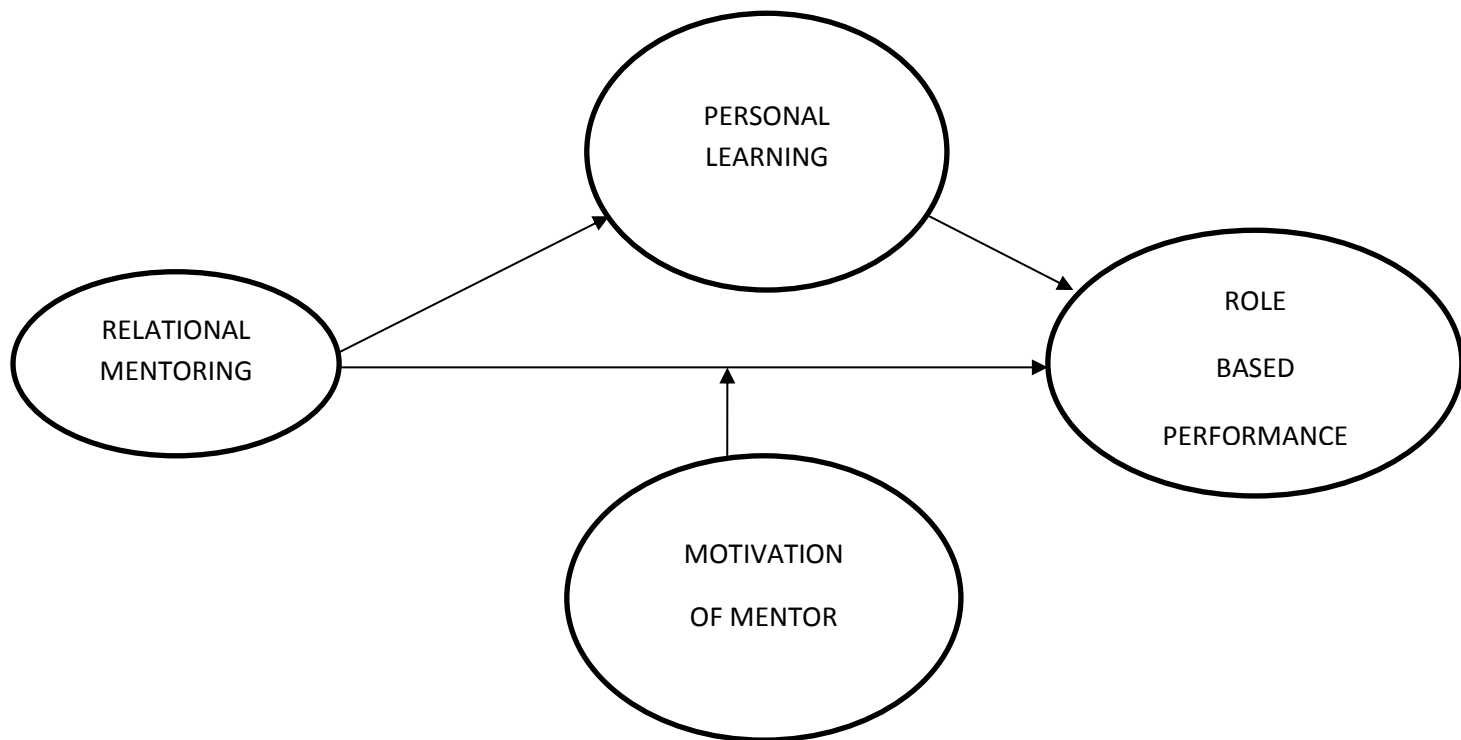 PERSONAL
LEARNING
RELATIONAL
MENTORING
ROLE
BASED
PERFORMANCE
MOTIVATION
OF MENTOR